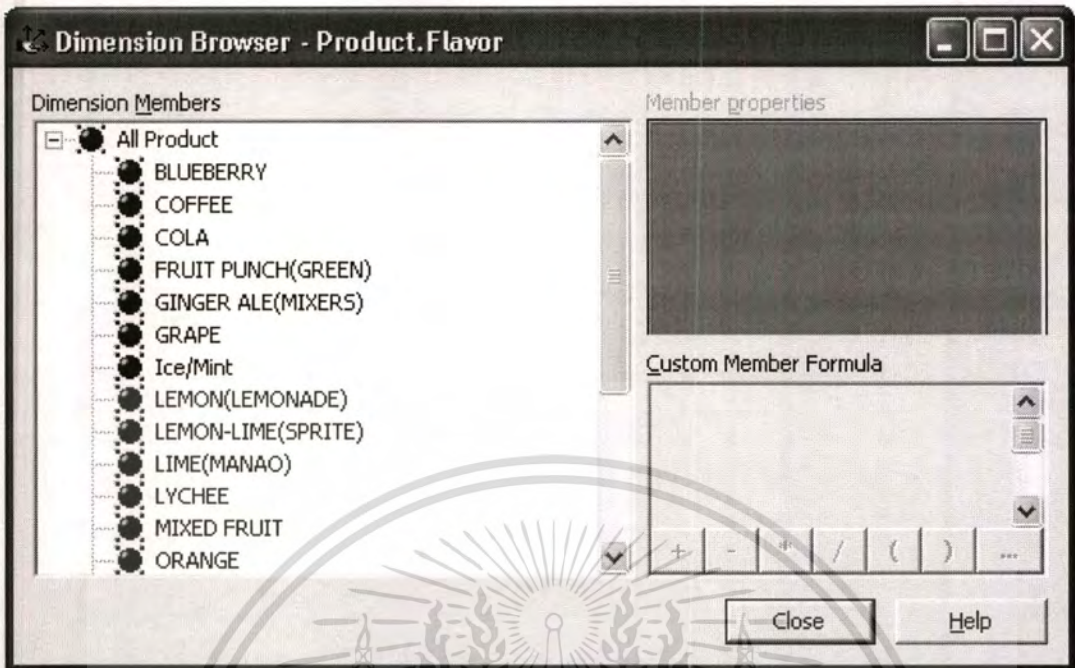 Dimension Browser - Product.Flavor
Dimension Members
All Product
BLUEBERRY
COFFEE
COLA
FRUIT PUNCH(GREEN)
GINGER ALE(MIXERS)
GRAPE
Ice/Mint
LEMON(LEMONADE)
LEMON-LIME(SPRITE)
LIME(MANAO)
LYCHEE
MIXED FRUIT
ORANGE
Member properties
Custom Member Formula
+ - * / ( ) ...
Close Help